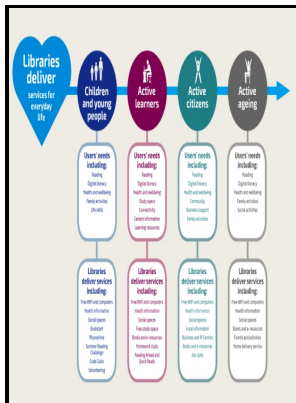 Libraries
deliver
services for
everyday
life
Children
and young
people
Active
learners
Active
citizens
Active
ageing
Users' needs
including:
Reading
Digital literacy
Health and wellbeing
Family activities
Life skills
Users' needs
including:
Reading
Digital literacy
Health and wellbeing
Study space
Connectivity
Careers information
Learning resources
Users' needs
including:
Reading
Digital literacy
Health and wellbeing
Community
Business support
Family activities
Users' needs
including:
Reading
Digital literacy
Health and wellbeing
Family activities
Social activities
Libraries
deliver services
including:
Free WiFi and computers
Health information
Social spaces
Bookstart
Rhymetime
Summer Reading
Challenge
Code Clubs
Volunteering
Libraries
deliver services
including:
Free WiFi and computers
Health information
Social spaces
Free study space
Books and e-resources
Homework clubs
Reading Ahead and
Quick Reads
Libraries
deliver services
including:
Free WiFi and computers
Health information
Social spaces
Local information
Business and IP Centres
Books and e-resources
Job clubs
Libraries
deliver services
including:
Free WiFi and computers
Health information
Social spaces
Books and e-resources
Events and activities
Home delivery service